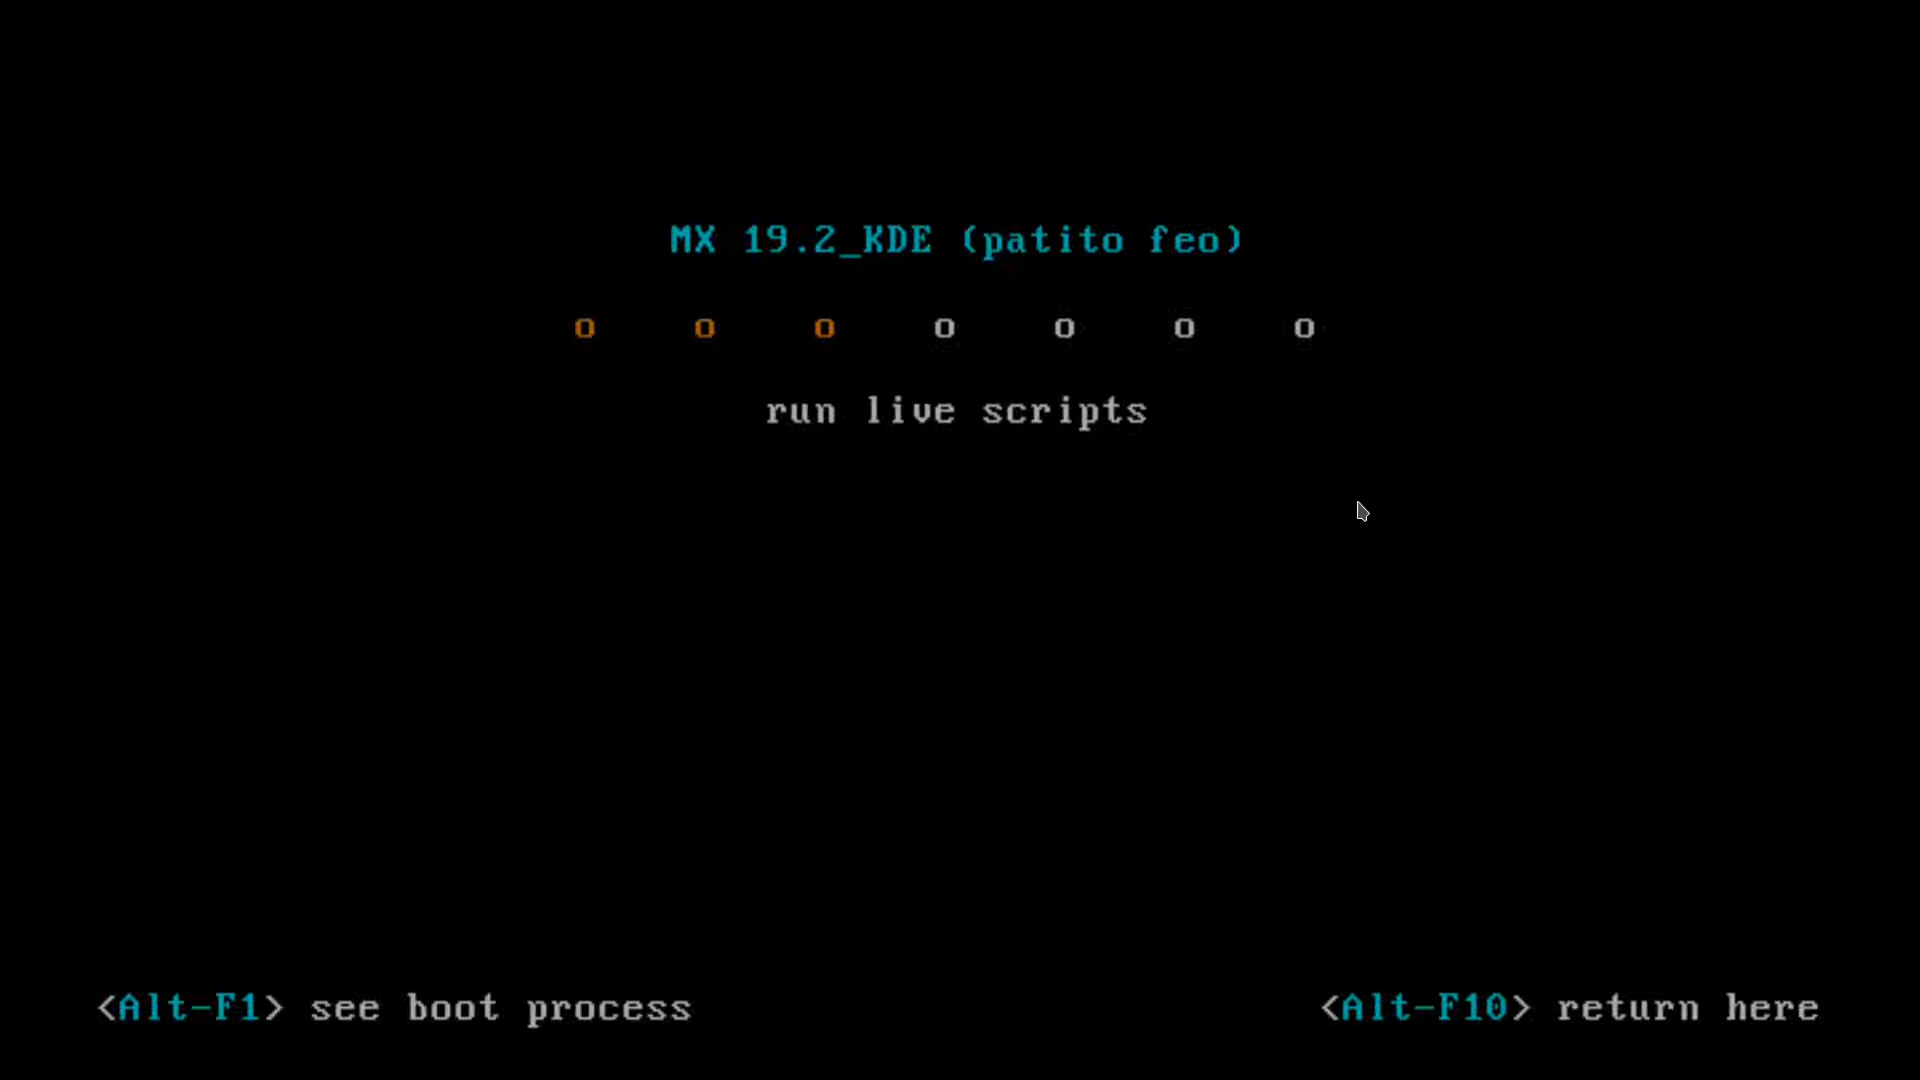 MX 19.2_KDE (patito feo)
o o o o o o o
run live scripts
<Alt-F1> see boot process
<Alt-F10> return here